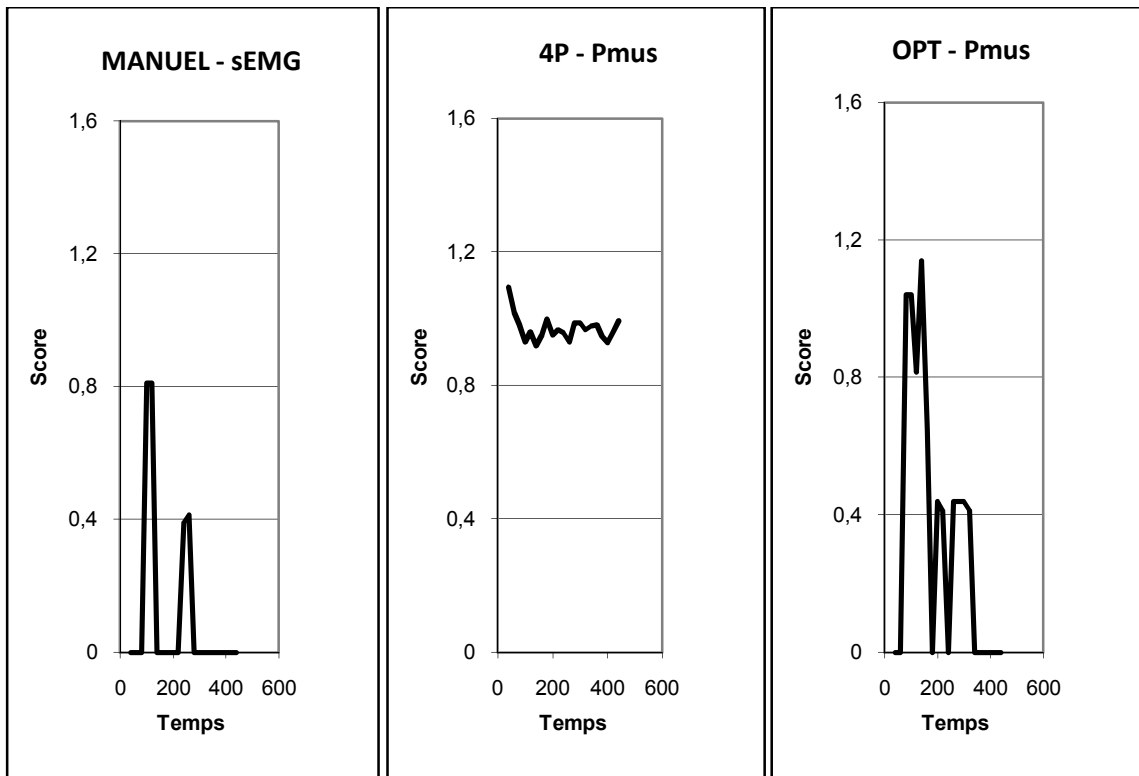 MANUEL - sEMG
1,6
1,2
0,8
0,4
0
Score
0 200 400 600
Temps
4P - Pmus
1,6
1,2
0,8
0,4
0
Score
0 200 400 600
Temps
OPT - Pmus
1,6
1,2
0,8
0,4
0
Score
0 200 400 600
Temps